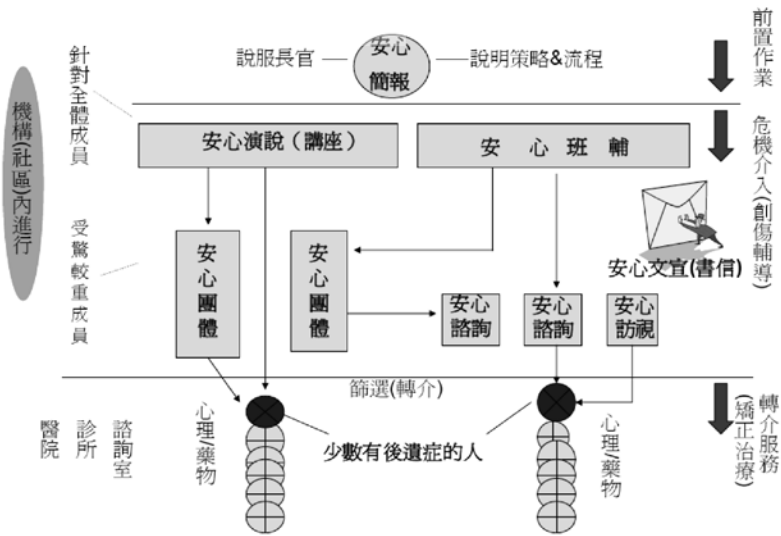 安心
簡報
說服長官
說明策略&流程
前置作業
針對全體成員
機構(社區)內進行
安心演說（講座）
安 心 班 輔
危機介入(創傷輔導)
受驚較重成員
安心團體
安心團體
安心文宣(書信)
安心
諮詢
安心
諮詢
安心
訪視
篩選(轉介)
轉介服務
(矯正治療)
醫院
診所
諮詢室
心理/藥物
少數有後遺症的人
心理/藥物